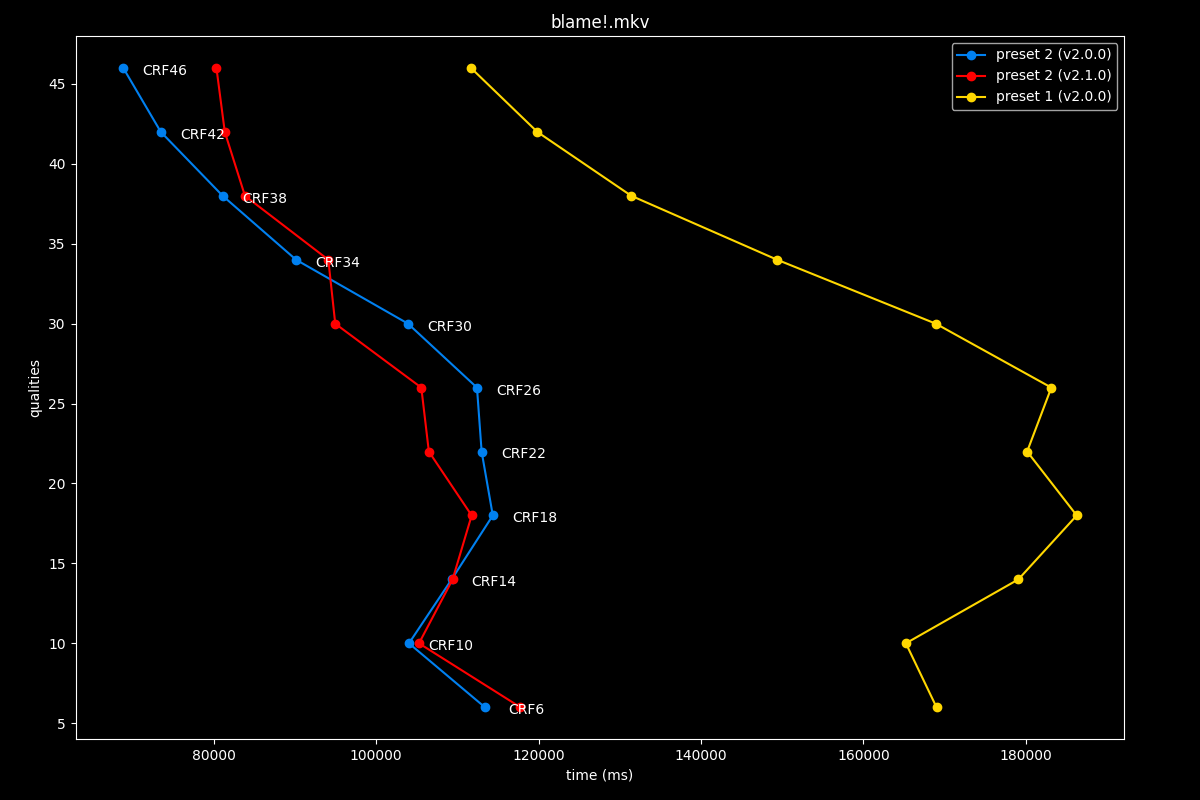 blame!.mkv
preset 2 (v2.0.0)
preset 2 (v2.1.0)
preset 1 (v2.0.0)
CRF46
CRF42
CRF38
CRF34
CRF30
CRF26
CRF22
CRF18
CRF14
CRF10
CRF6
45
40
35
30
25
20
15
10
5
qualities
80000 100000 120000 140000 160000 180000
time (ms)